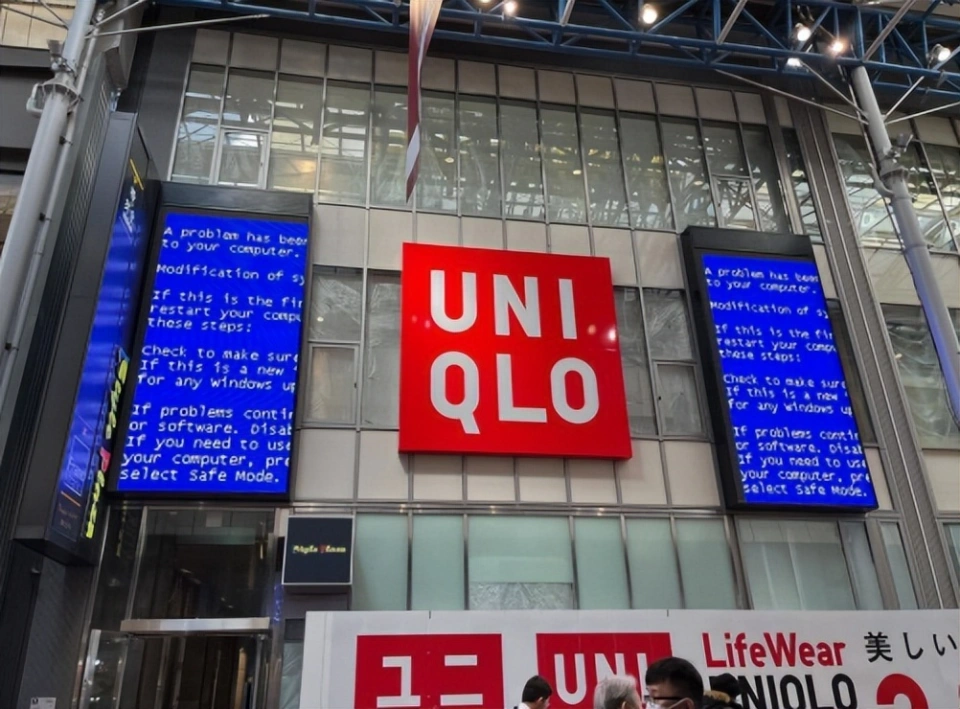 A problem has been
to your computer.
Modification of sy
If this is the fir
restart your compu
these steps:
Check to make sure
If this is a new
for any windows up
If problems contin
or software. Disab
If you need to use
your computer, pre
select Safe Mode.
UNI
QLO
A problem has been
to your computer.
Modification of sy
If this is the fir
restart your compu
these steps:
Check to make sure
If this is a new
for any windows up
If problems contin
or software. Disab
If you need to use
your computer, pre
select Safe Mode.
ユニ
UNI
LifeWear 美しい
UNIQLO